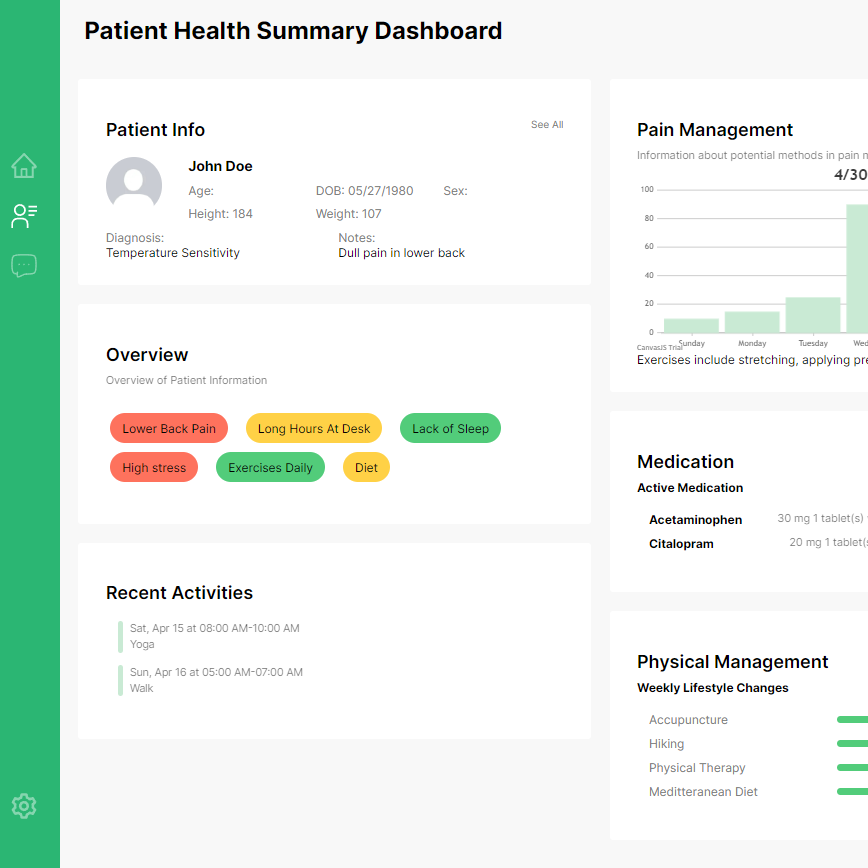 Patient Health Summary Dashboard
Patient Info
See All
John Doe
Age:
DOB: 05/27/1980
Sex:
Height: 184
Weight: 107
Diagnosis:
Temperature Sensitivity
Notes:
Dull pain in lower back
Overview
Overview of Patient Information
Lower Back Pain
Long Hours At Desk
Lack of Sleep
High stress
Exercises Daily
Diet
Recent Activities
Sat, Apr 15 at 08:00 AM-10:00 AM
Yoga
Sun, Apr 16 at 05:00 AM-07:00 AM
Walk
Pain Management
Information about potential methods in pain
4/30
100
80
60
40
20
0
Sunday
Monday
Tuesday
Wed
CanvasJS Trial
Exercises include stretching, applying pre
Medication
Active Medication
Acetaminophen
30 mg 1 tablet(s)
Citalopram
20 mg 1 tablet(s
Physical Management
Weekly Lifestyle Changes
Accupuncture
Hiking
Physical Therapy
Meditteranean Diet